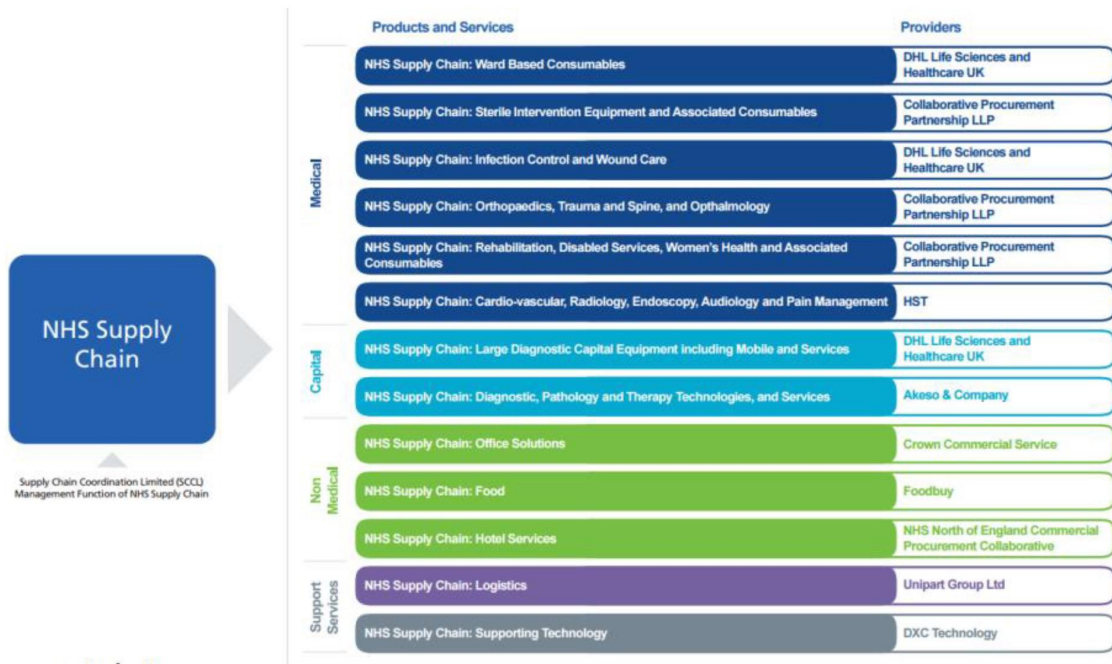 Products and Services
Providers
Medical
NHS Supply Chain: Ward Based Consumables
DHL Life Sciences and
Healthcare UK
NHS Supply Chain: Sterile Intervention Equipment and Associated Consumables
Collaborative Procurement
Partnership LLP
NHS Supply Chain: Infection Control and Wound Care
DHL Life Sciences and
Healthcare UK
NHS Supply Chain: Orthopaedics, Trauma and Spine, and Opthalmology
Collaborative Procurement
Partnership LLP
NHS Supply Chain: Rehabilitation, Disabled Services, Women's Health and Associated
Consumables
Collaborative Procurement
Partnership LLP
NHS Supply Chain: Cardio-vascular, Radiology, Endoscopy, Audiology and Pain Management
HST
NHS Supply
Chain
Supply Chain Coordination Limited (SCCL)
Management Function of NHS Supply Chain
Capital
NHS Supply Chain: Large Diagnostic Capital Equipment including Mobile and Services
DHL Life Sciences and
Healthcare UK
NHS Supply Chain: Diagnostic, Pathology and Therapy Technologies, and Services
Akeso & Company
Non
Medical
NHS Supply Chain: Office Solutions
Crown Commercial Service
NHS Supply Chain: Food
Foodbuy
NHS Supply Chain: Hotel Services
NHS North of England Commercial
Procurement Collaborative
Support
Services
NHS Supply Chain: Logistics
Unipart Group Ltd
NHS Supply Chain: Supporting Technology
DXC Technology